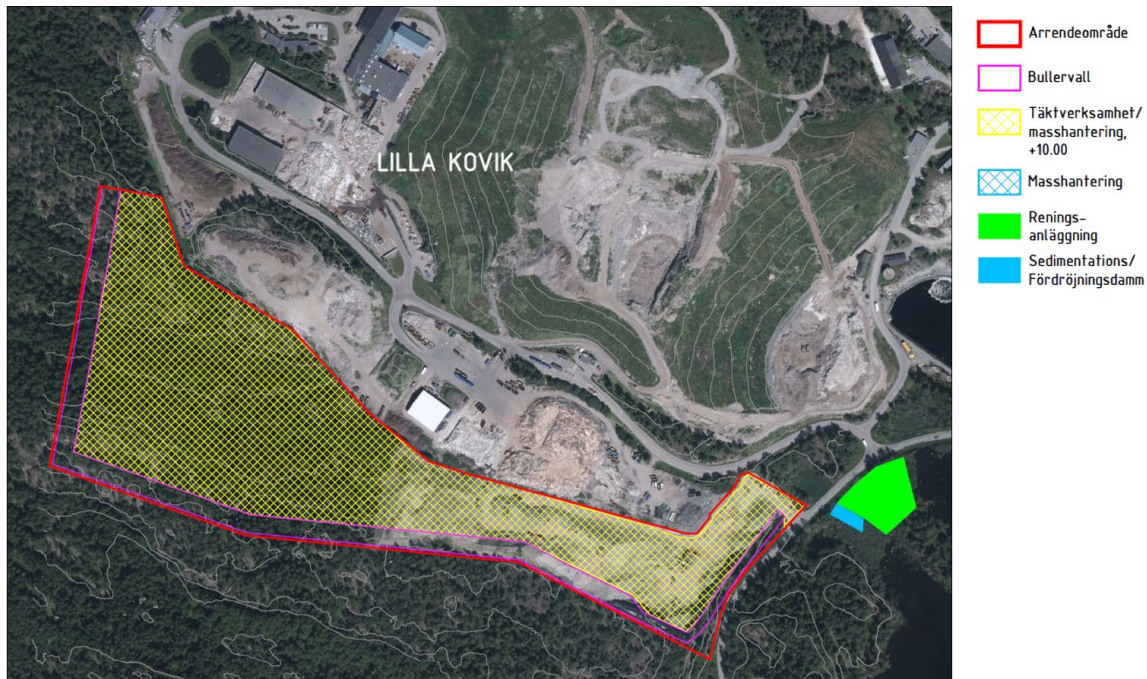 LILLA KOVIK
Arrendeområde
Bullervall
Täktverksamhet/
masshantering,
+10.00
Masshantering
Renings-
anläggning
Sedimentations/
Fördröjningsdamm